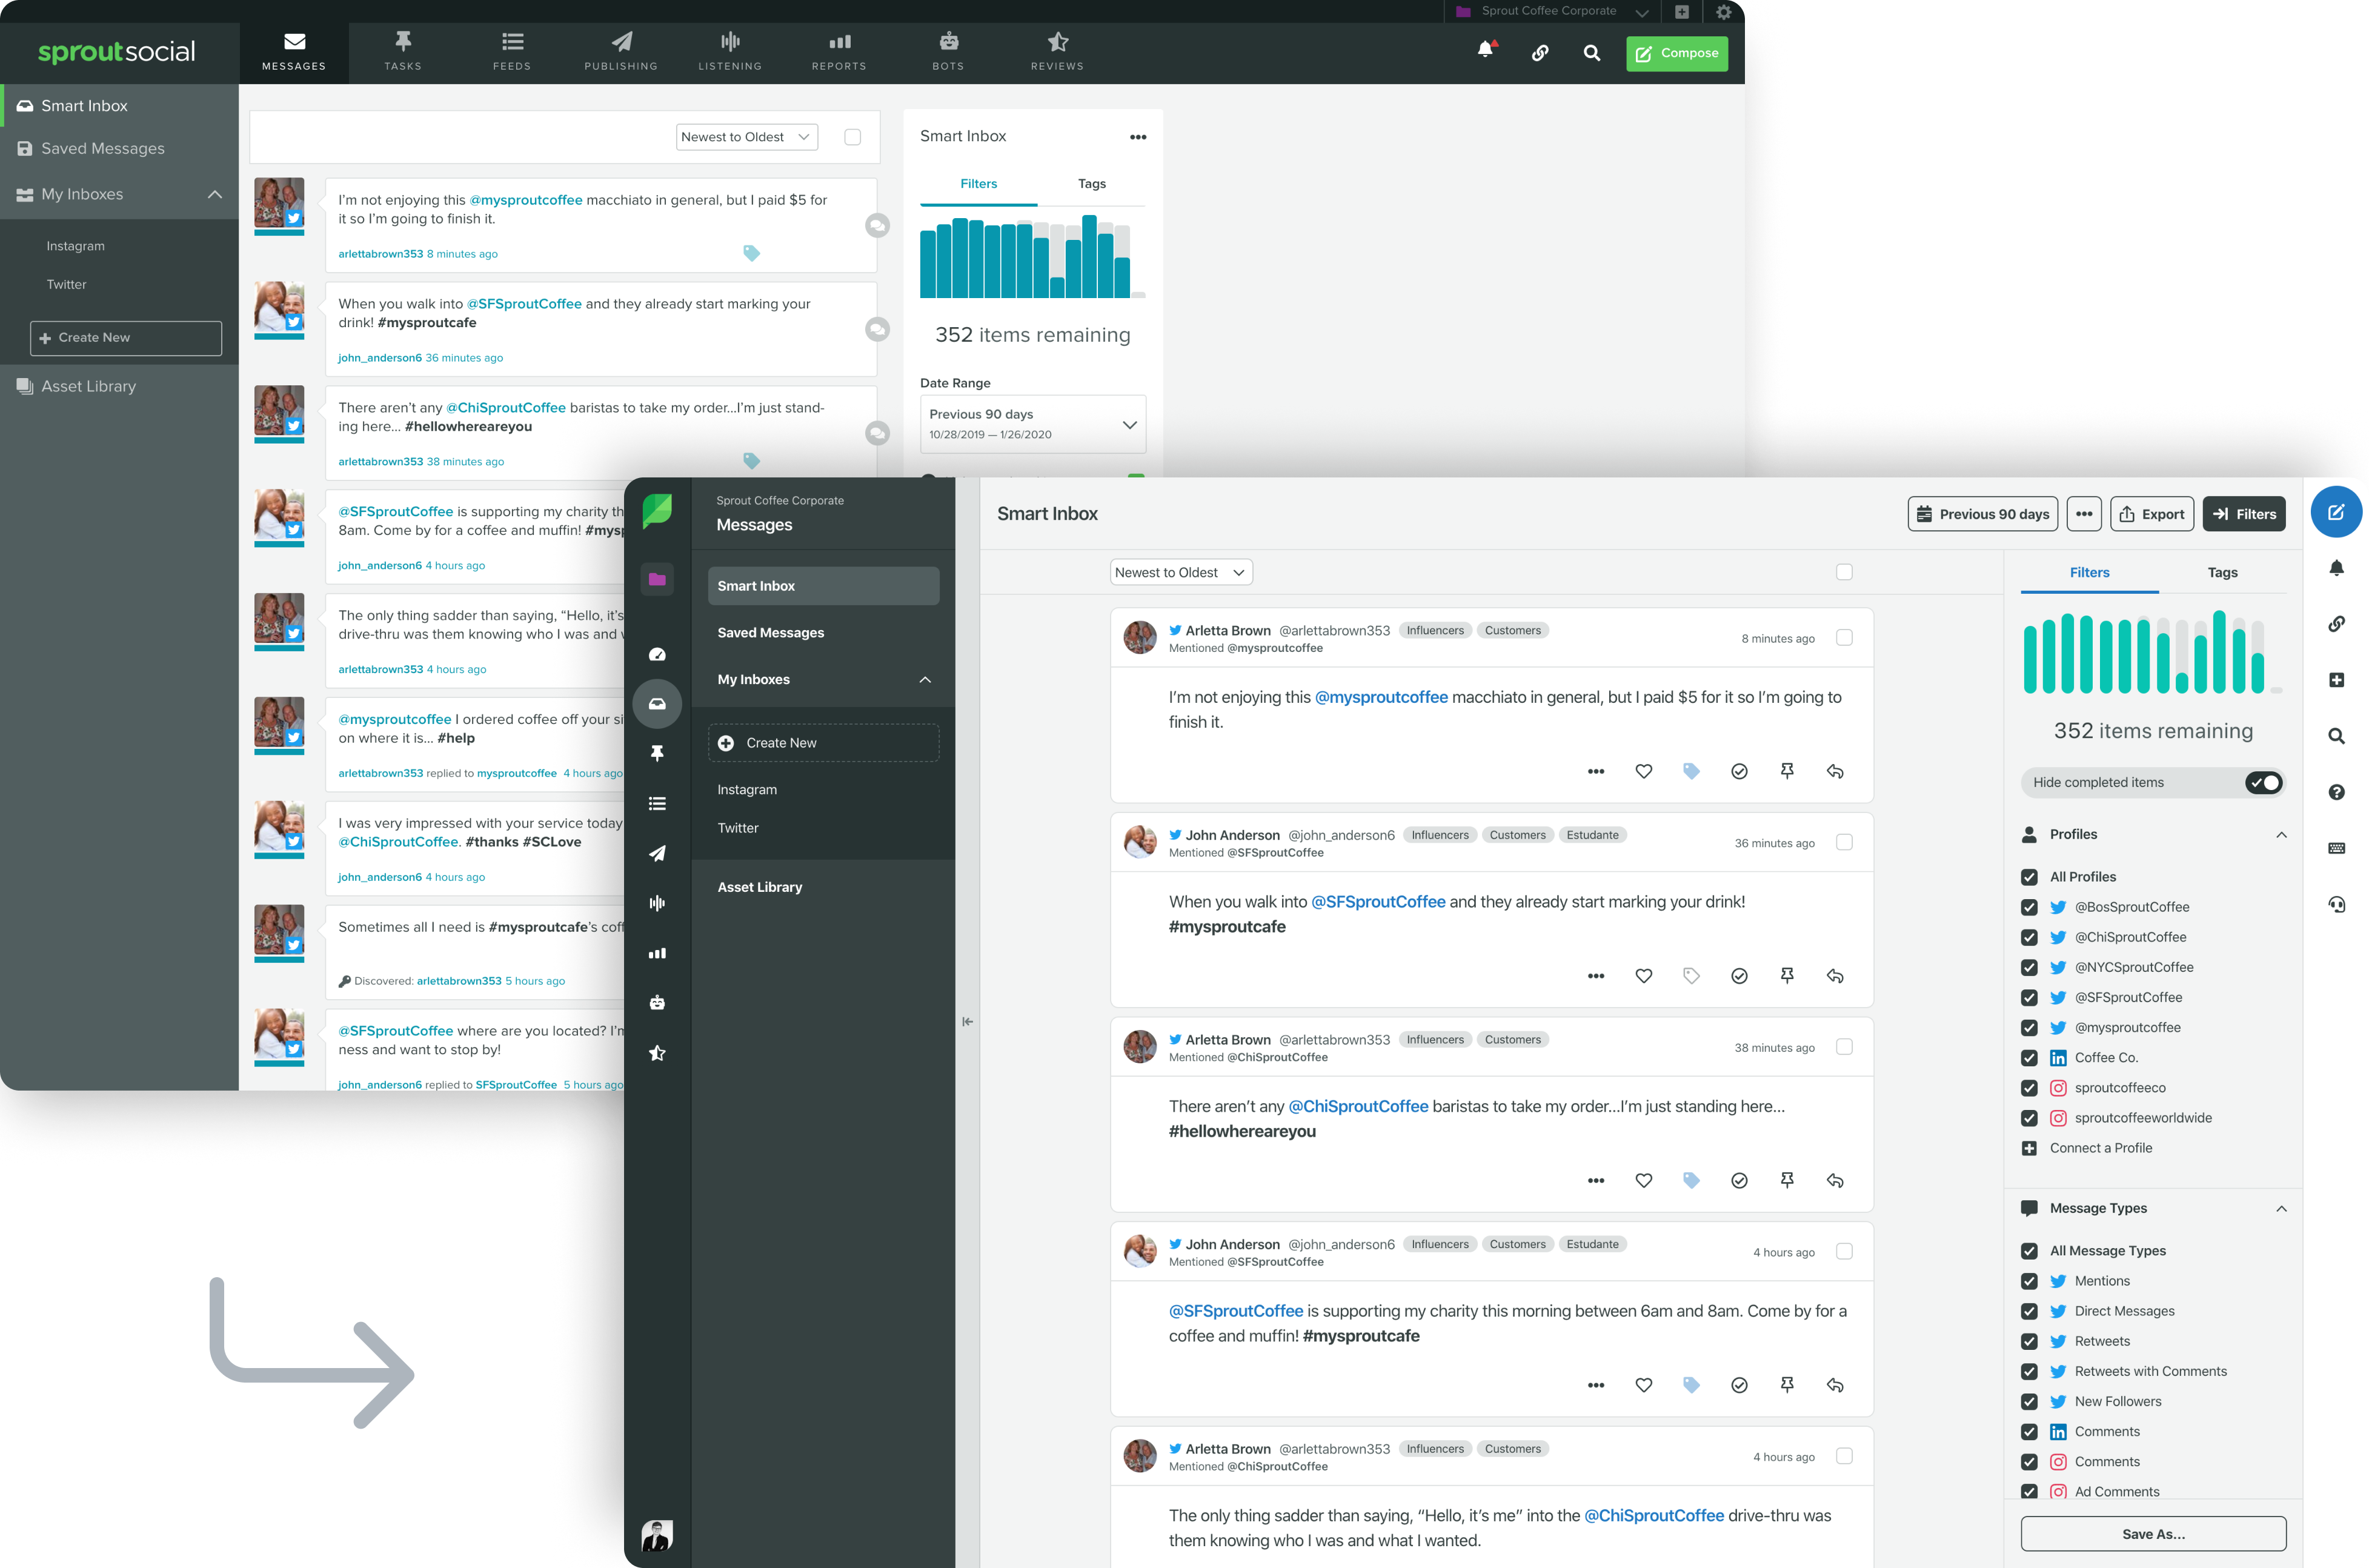 Sprout Coffee Corporate
sproutsocial
MESSAGES
TASKS
FEEDS
PUBLISHING
LISTENING
REPORTS
BOTS
REVIEWS
Compose
Smart Inbox
Saved Messages
My Inboxes
Instagram
Twitter
Create New
Asset Library
Newest to Oldest
I'm not enjoying this @mysproutcoffee macchiato in general, but I paid $5 for
it so I'm going to finish it.
arlettabrown353 8 minutes ago
When you walk into @SFSproutCoffee and they already start marking your
drink! #mysproutcafe
john_anderson6 36 minutes ago
There aren't any @ChiSproutCoffee baristas to take my order...I'm just stand-
ing here... #hellowhereareyou
arlettabrown353 38 minutes ago
@SFSproutCoffee is supporting my charity th
8am. Come by for a coffee and muffin! #mysp
john_anderson6 4 hours ago
The only thing sadder than saying, “Hello, it's
drive-thru was them knowing who I was and w
arlettabrown353 4 hours ago
@mysproutcoffee I ordered coffee off your si
on where it is... #help
arlettabrown353 replied to mysproutcoffee 4 hours ago
I was very impressed with your service today
@ChiSproutCoffee. #thanks #SCLove
john_anderson6 4 hours ago
Sometimes all I need is #mysproutcafe's coff
Discovered: arlettabrown353 5 hours ago
@SFSproutCoffee where are you located? I'm
ness and want to stop by!
john_anderson6 replied to SFSproutCoffee 5 hours ago
Smart Inbox
Filters
Tags
352 items remaining
Date Range
Previous 90 days
10/28/2019 — 1/26/2020
Sprout Coffee Corporate
Messages
Smart Inbox
Saved Messages
My Inboxes
Create New
Instagram
Twitter
Asset Library
Smart Inbox
Previous 90 days
Export
Filters
Newest to Oldest
Arletta Brown @arlettabrown353 Influencers Customers
Mentioned @mysproutcoffee
8 minutes ago
I'm not enjoying this @mysproutcoffee macchiato in general, but I paid $5 for it so I'm going to
finish it.
John Anderson @john_anderson6 Influencers Customers Estudante
Mentioned @SFSproutCoffee
36 minutes ago
When you walk into @SFSproutCoffee and they already start marking your drink!
#mysproutcafe
Arletta Brown @arlettabrown353 Influencers Customers
Mentioned @ChiSproutCoffee
38 minutes ago
There aren't any @ChiSproutCoffee baristas to take my order...I'm just standing here...
#hellowhereareyou
John Anderson @john_anderson6 Influencers Customers Estudante
Mentioned @SFSproutCoffee
4 hours ago
@SFSproutCoffee is supporting my charity this morning between 6am and 8am. Come by for a
coffee and muffin! #mysproutcafe
Arletta Brown @arlettabrown353 Influencers Customers
Mentioned @ChiSproutCoffee
4 hours ago
The only thing sadder than saying, “Hello, it's me” into the @ChiSproutCoffee drive-thru was
them knowing who I was and what I wanted.
Filters
Tags
352 items remaining
Hide completed items
Profiles
All Profiles
@BosSproutCoffee
@ChiSproutCoffee
@NYCSproutCoffee
@SFSproutCoffee
@mysproutcoffee
Coffee Co.
sproutcoffeeco
sproutcoffeeworldwide
Connect a Profile
Message Types
All Message Types
Mentions
Direct Messages
Retweets
Retweets with Comments
New Followers
Comments
Comments
Ad Comments
Save As...